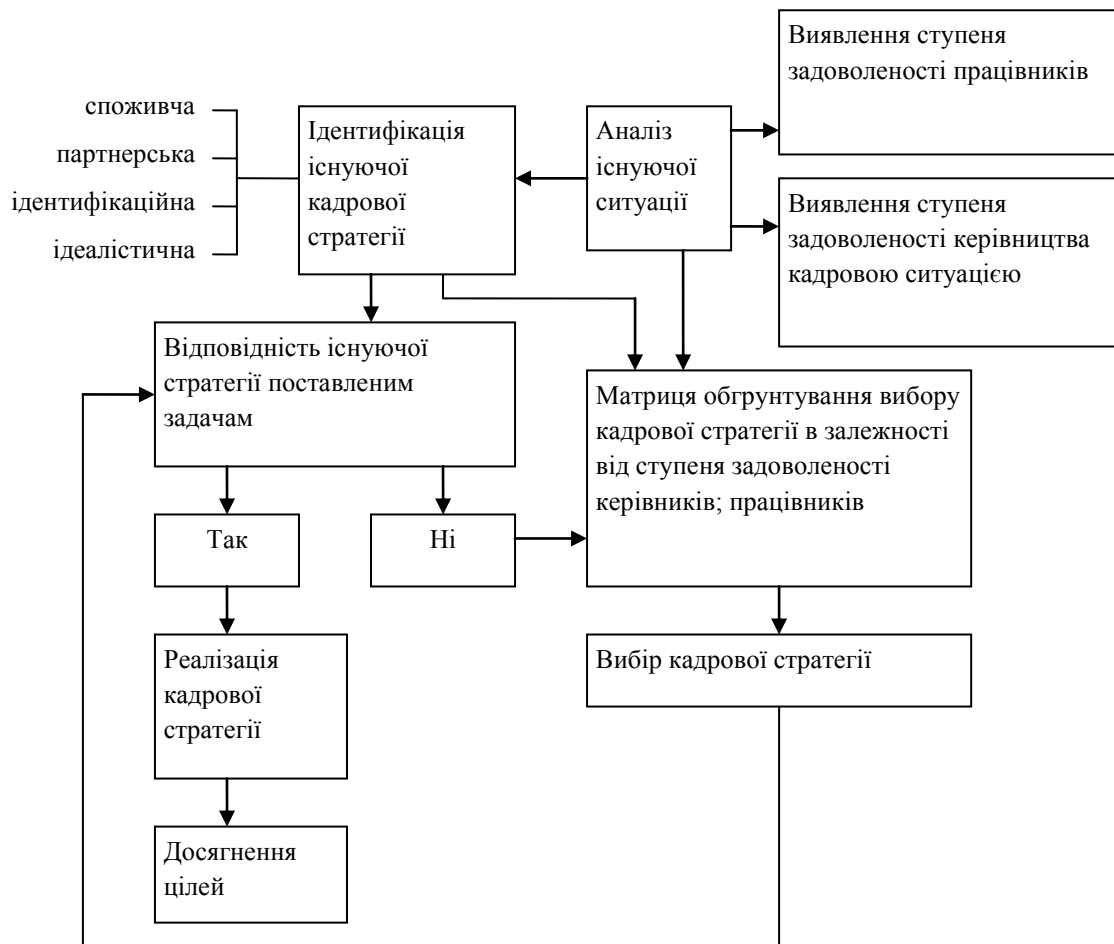 споживча
партнерська
ідентифікаційна
ідеалістична
Ідентифікація
існуючої
кадрової
стратегії
Аналіз
існуючої
ситуації
Виявлення ступеня
задоволеності працівників
Виявлення ступеня
задоволеності керівництва
кадровою ситуацією
Відповідність існуючої
стратегії поставленим
задачам
Матриця обгрунтування вибору
кадрової стратегії в залежності
від ступеня задоволеності
керівників; працівників
Так
Ні
Реалізація
кадрової
стратегії
Вибір кадрової стратегії
Досягнення
цілей